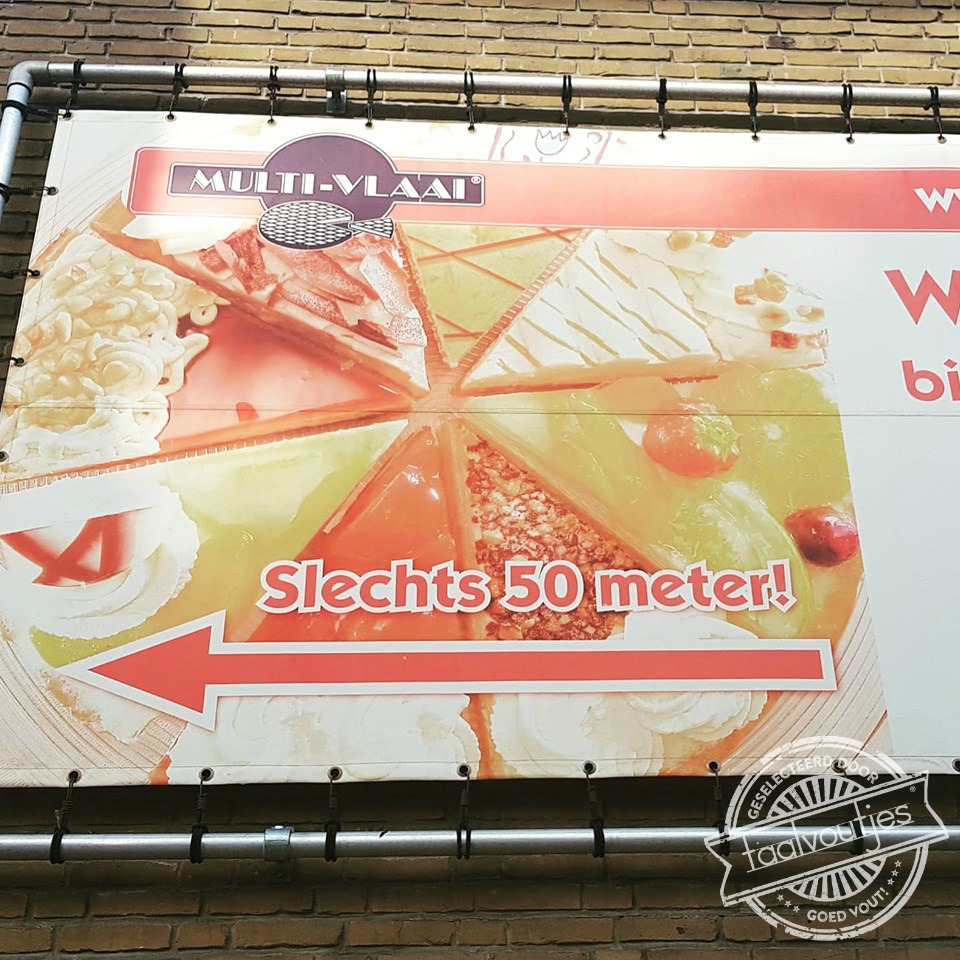 MULTI-VLAAI®
Slechts 50 meter!
GESELECTEERD DOOR
taalvoutjes®
GOED VOUT!